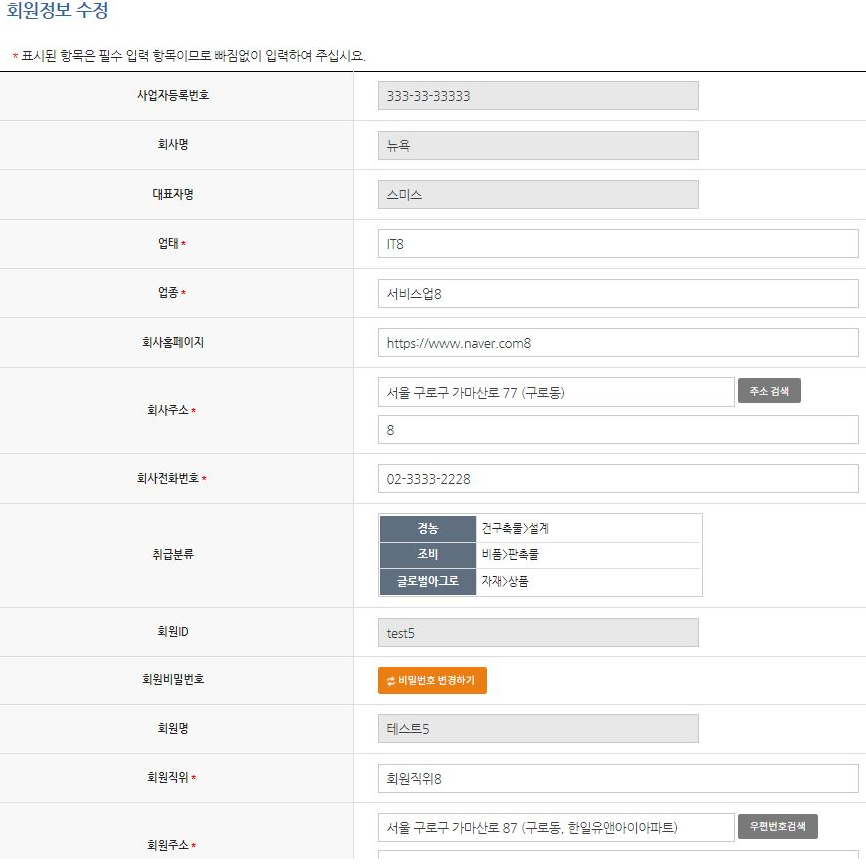 회원정보 수정
* 표시된 항목은 필수 입력 항목이므로 빠짐없이 입력하여 주십시요.
사업자등록번호 333-33-33333
회사명 뉴욕
대표자명 스미스
업태 * IT8
업종 * 서비스업8
회사홈페이지 https://www.naver.com8
회사주소 * 서울 구로구 가마산로 77 (구로동) 주소 검색
8
회사전화번호 * 02-3333-2228
취급분류
경농 건구축물>설계
조비 비품>판촉물
글로벌아그로 자재>상품
회원ID test5
회원비밀번호 비밀번호 변경하기
회원명 테스트5
회원직위 * 회원직위8
회원주소 * 서울 구로구 가마산로 87 (구로동, 한일유앤아이아파트) 우편번호검색